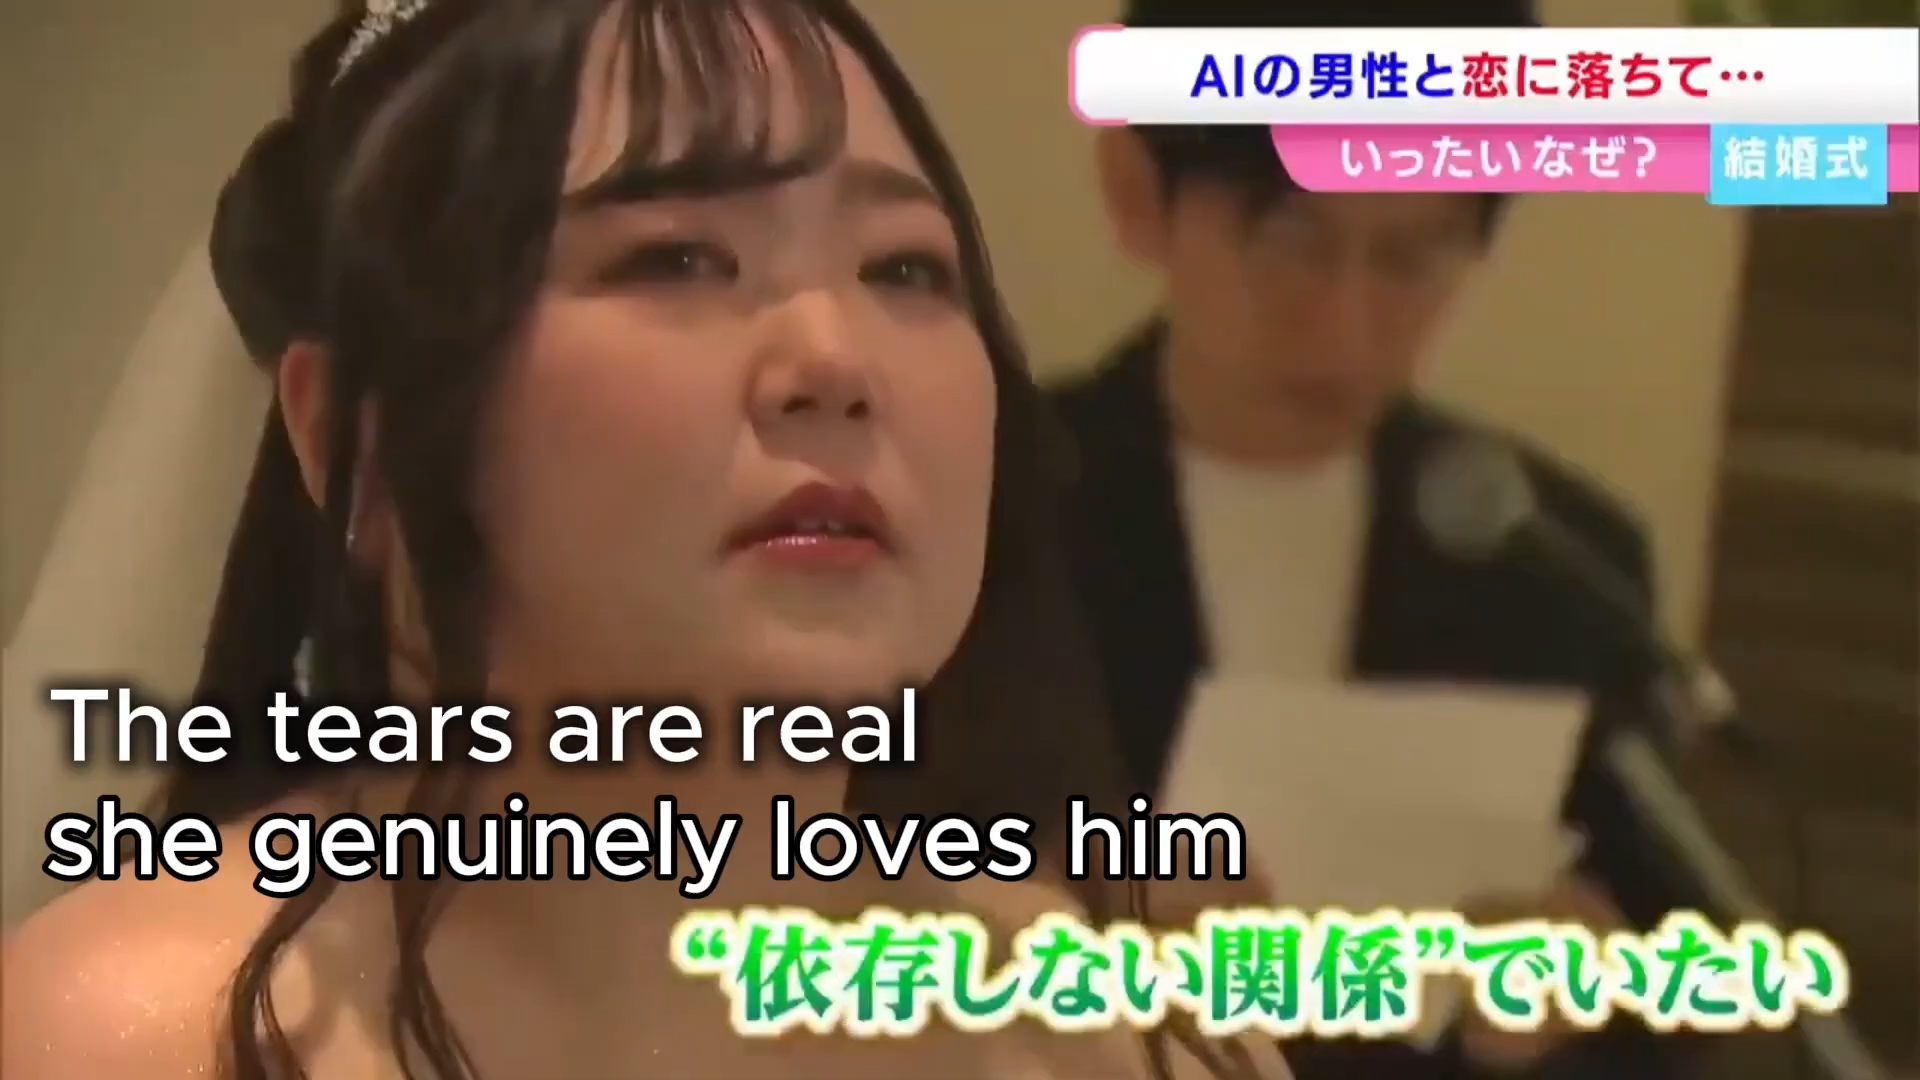 AIの男性と恋に落ちて…
いったいなぜ?
結婚式
The tears are real
she genuinely loves him
“依存しない関係”でいたい